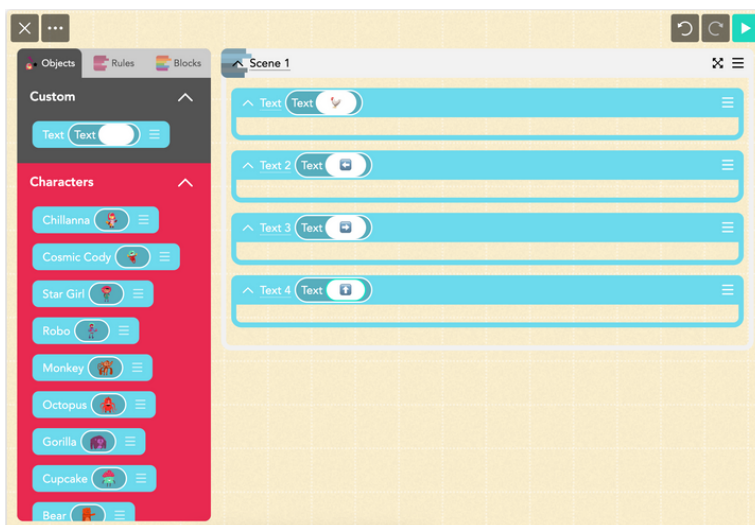 Objects
Rules
Blocks
Scene 1
Custom
Text Text
Characters
Chillanna
Cosmic Cody
Star Girl
Robo
Monkey
Octopus
Gorilla
Cupcake
Bear
Text Text
Text 2 Text
Text 3 Text
Text 4 Text